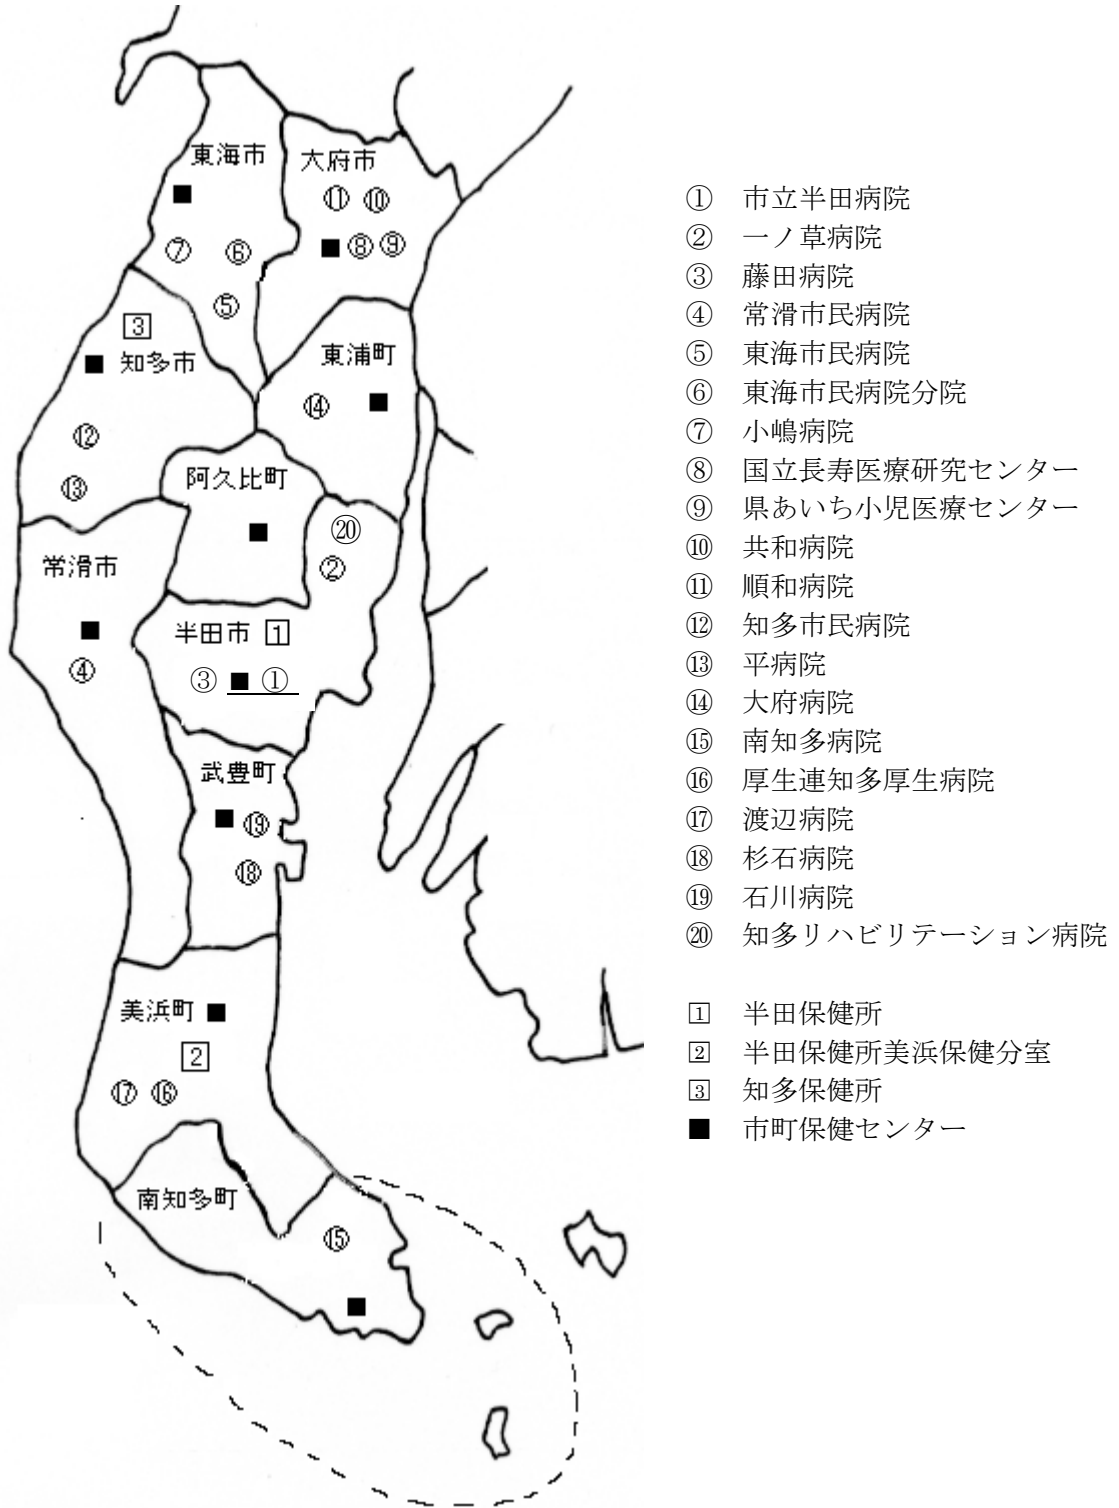 東海市
大府市
⑪ ⑩
■
⑦ ⑥
■ ⑧ ⑨
⑤
3
■ 知多市
東浦町
⑭ ■
⑫
⑬
阿久比町
■
⑳
②
常滑市
■
④
半田市 1
③ ■ ①
武豊町
■ ⑲
⑱
美浜町 ■
2
⑰ ⑯
南知多町
⑮
■
① 市立半田病院
② 一ノ草病院
③ 藤田病院
④ 常滑市民病院
⑤ 東海市民病院
⑥ 東海市民病院分院
⑦ 小嶋病院
⑧ 国立長寿医療研究センター
⑨ 県あいち小児医療センター
⑩ 共和病院
⑪ 順和病院
⑫ 知多市民病院
⑬ 平病院
⑭ 大府病院
⑮ 南知多病院
⑯ 厚生連知多厚生病院
⑰ 渡辺病院
⑱ 杉石病院
⑲ 石川病院
⑳ 知多リハビリテーション病院
1 半田保健所
2 半田保健所美浜保健分室
3 知多保健所
■ 市町保健センター